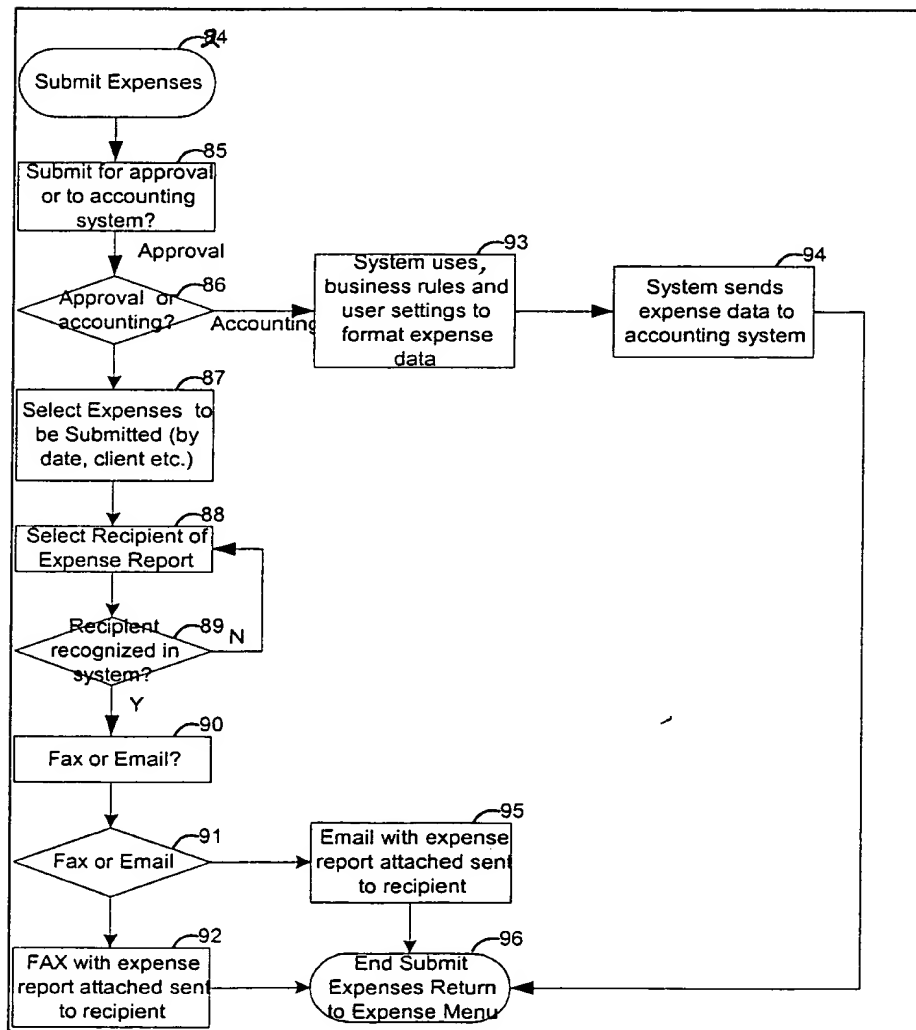 84
Submit Expenses
85
Submit for approval
or to accounting
system?
Approval
86
Approval or
accounting?
Accounting
93
System uses,
business rules and
user settings to
format expense
data
94
System sends
expense data to
accounting system
87
Select Expenses to
be Submitted (by
date, client etc.)
88
Select Recipient of
Expense Report
89
Recipient
recognized in
system?
N
Y
90
Fax or Email?
91
Fax or Email
95
Email with expense
report attached sent
to recipient
92
FAX with expense
report attached sent
to recipient
96
End Submit
Expenses Return
to Expense Menu